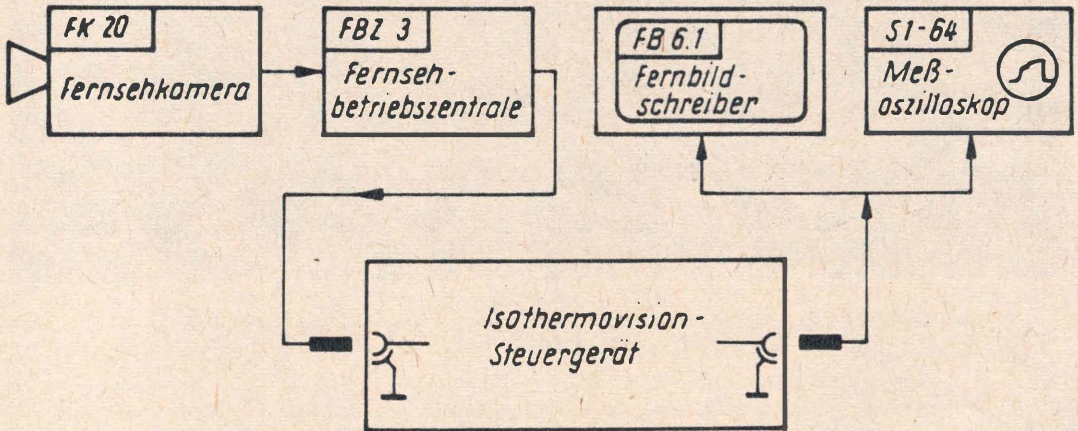 FK 20
Fernsehkamera
FBZ 3
Fernseh-
betriebszentrale
FB 6.1
Fernbild-
schreiber
S1-64
Meß-
oszilloskop
Isothermovision-
Steuergerät